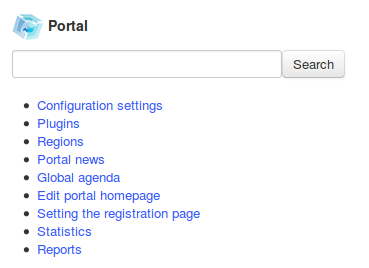 Portal
Search
Configuration settings
Plugins
Regions
Portal news
Global agenda
Edit portal homepage
Setting the registration page
Statistics
Reports